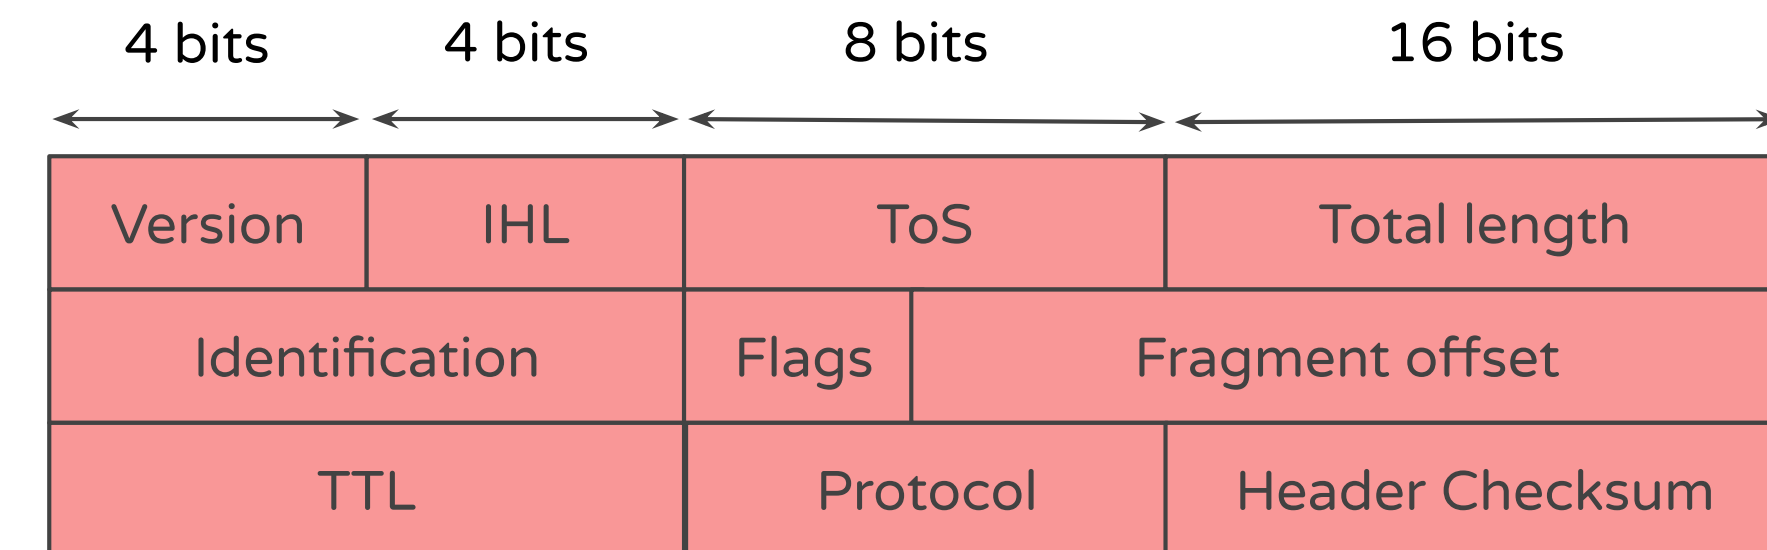 4 bits 4 bits 8 bits 16 bits
Version IHL ToS Total length
Identification Flags Fragment offset
TTL Protocol Header Checksum